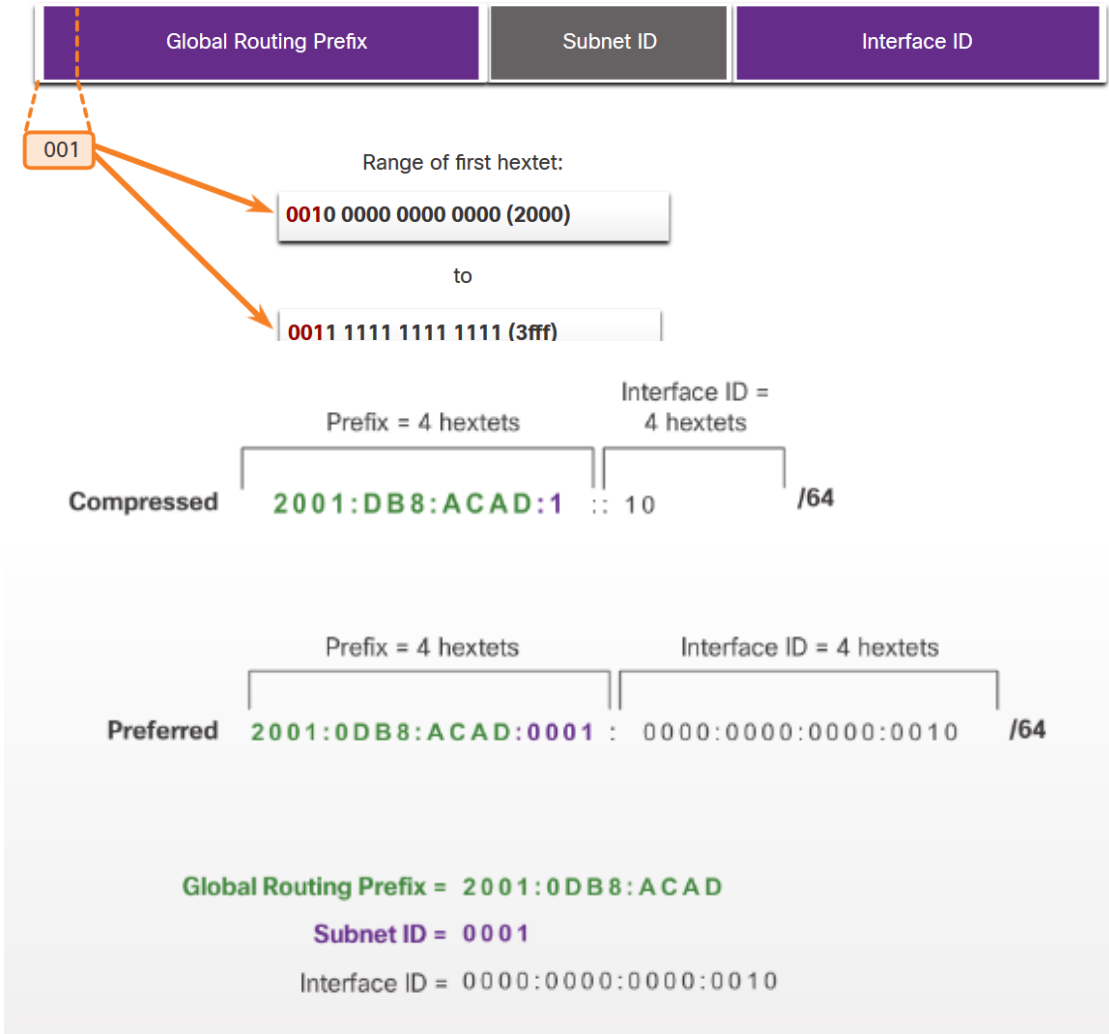 Global Routing Prefix Subnet ID Interface ID
001
Range of first hextet:
0010 0000 0000 0000 (2000)
to
0011 1111 1111 1111 (3fff)
Interface ID =
Prefix = 4 hextets 4 hextets
Compressed 2001:DB8:ACAD:1 :: 10 /64
Prefix = 4 hextets Interface ID = 4 hextets
Preferred 2001:0DB8:ACAD:0001 : 0000:0000:0000:0010 /64
Global Routing Prefix = 2001:0DB8:ACAD
Subnet ID = 0001
Interface ID = 0000:0000:0000:0010